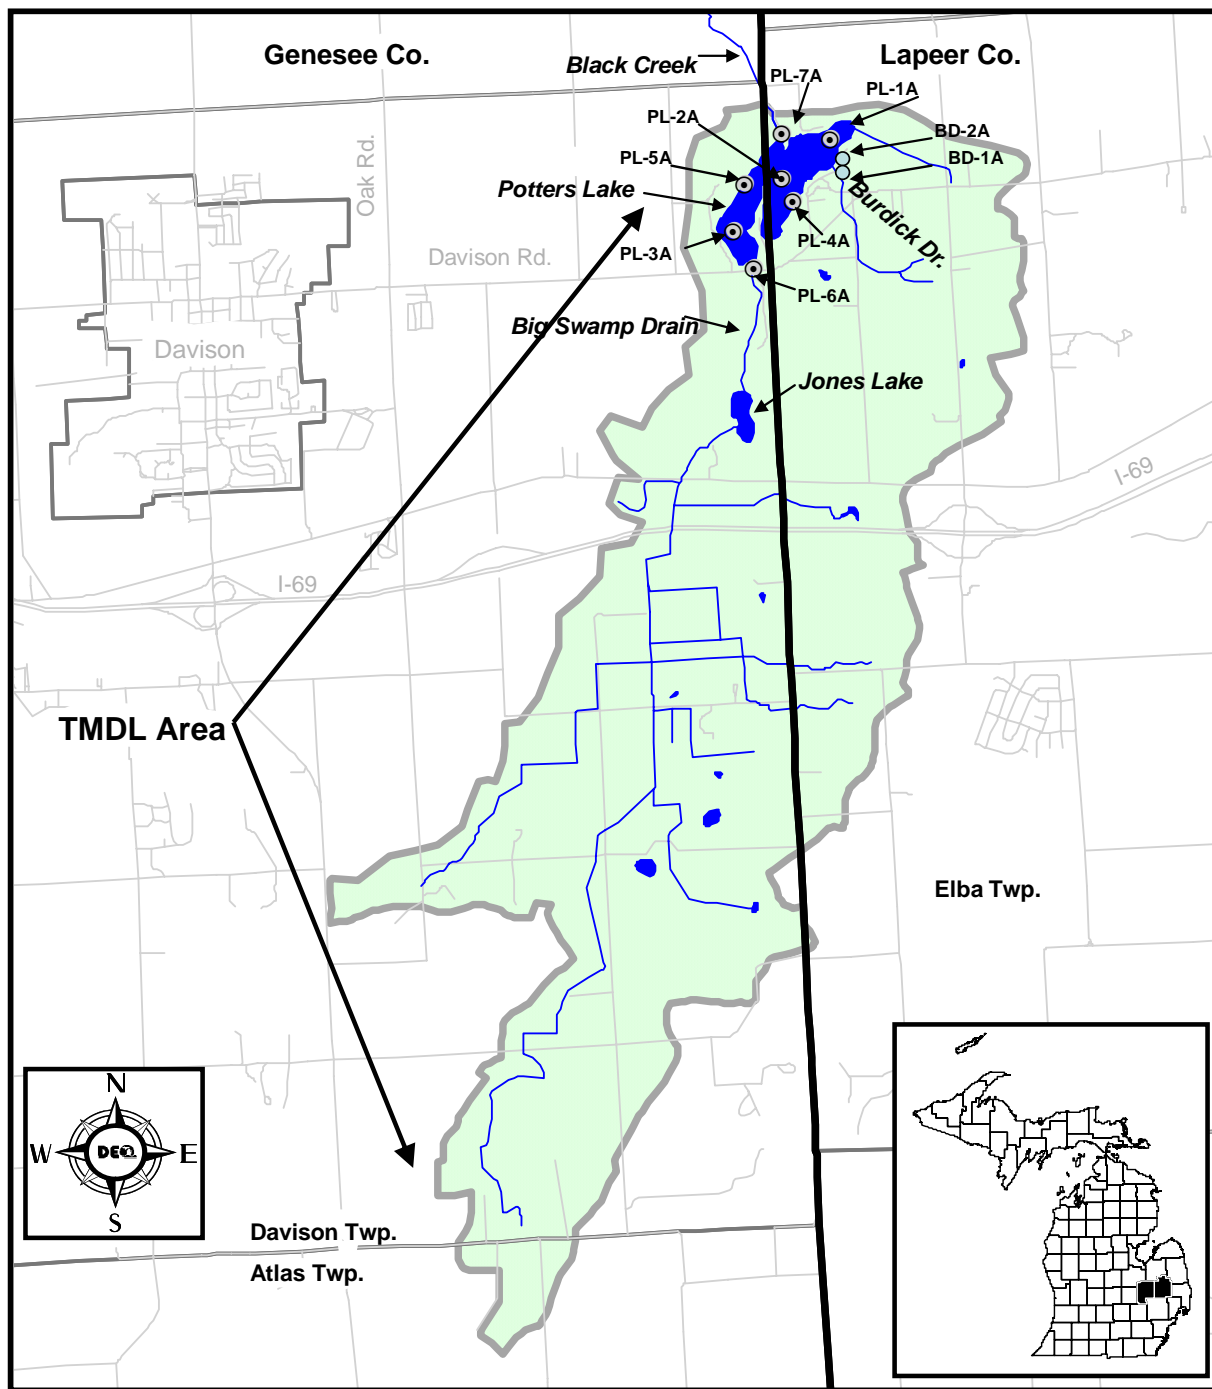 Genesee Co.
Lapeer Co.
Black Creek
PL-7A
PL-1A
PL-2A
BD-2A
BD-1A
PL-5A
Potters Lake
Oak Rd.
Burdick Dr.
PL-4A
PL-3A
Davison Rd.
PL-6A
Big Swamp Drain
Davison
Jones Lake
I-69
I-69
TMDL Area
Elba Twp.
N
W
DEQ
E
S
Davison Twp.
Atlas Twp.